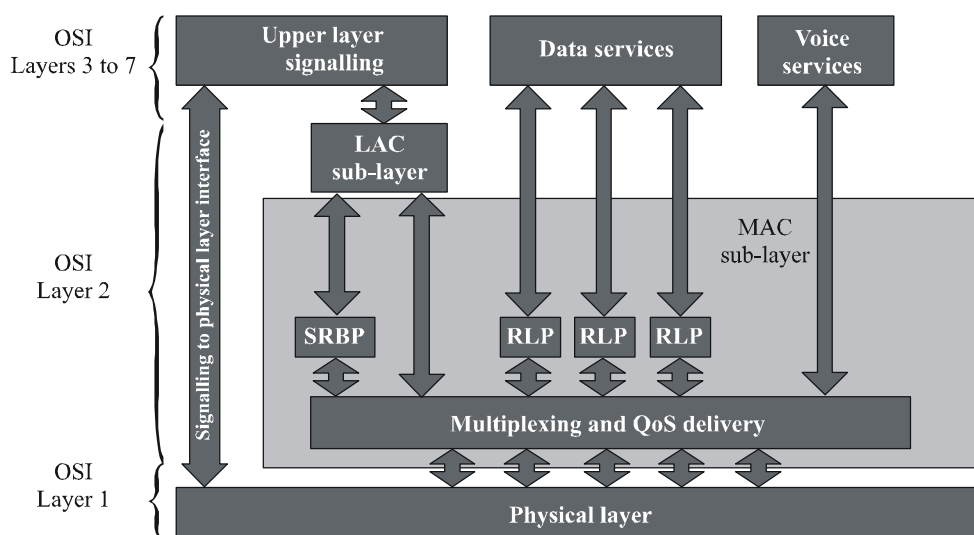 OSI
Layers 3 to 7
Upper layer
signalling
Data services
Voice
services
LAC
sub-layer
OSI
Layer 2
Signalling to physical layer interface
MAC
sub-layer
SRBP
RLP
RLP
RLP
Multiplexing and QoS delivery
OSI
Layer 1
Physical layer